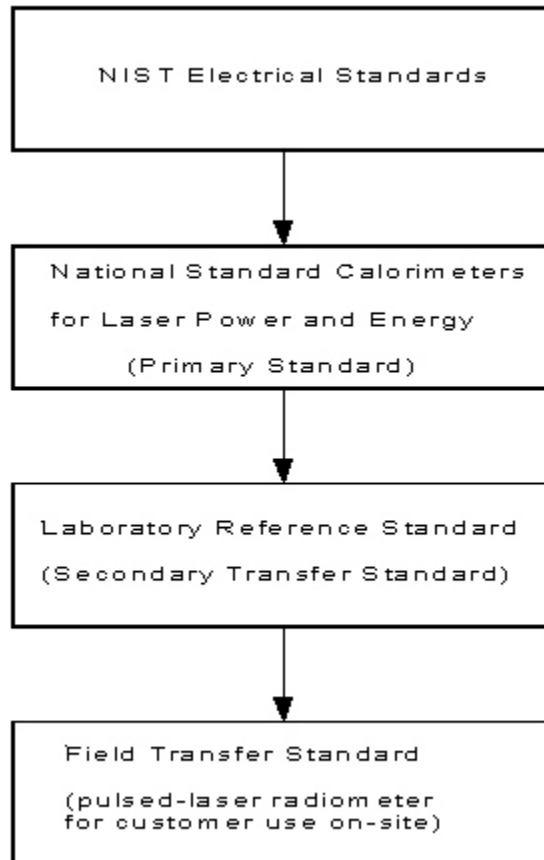 NIST Electrical Standards
National Standard Calorimeters
for Laser Power and Energy
(Primary Standard)
Laboratory Reference Standard
(Secondary Transfer Standard)
Field Transfer Standard
(pulsed-laser radiometer
for customer use on-site)